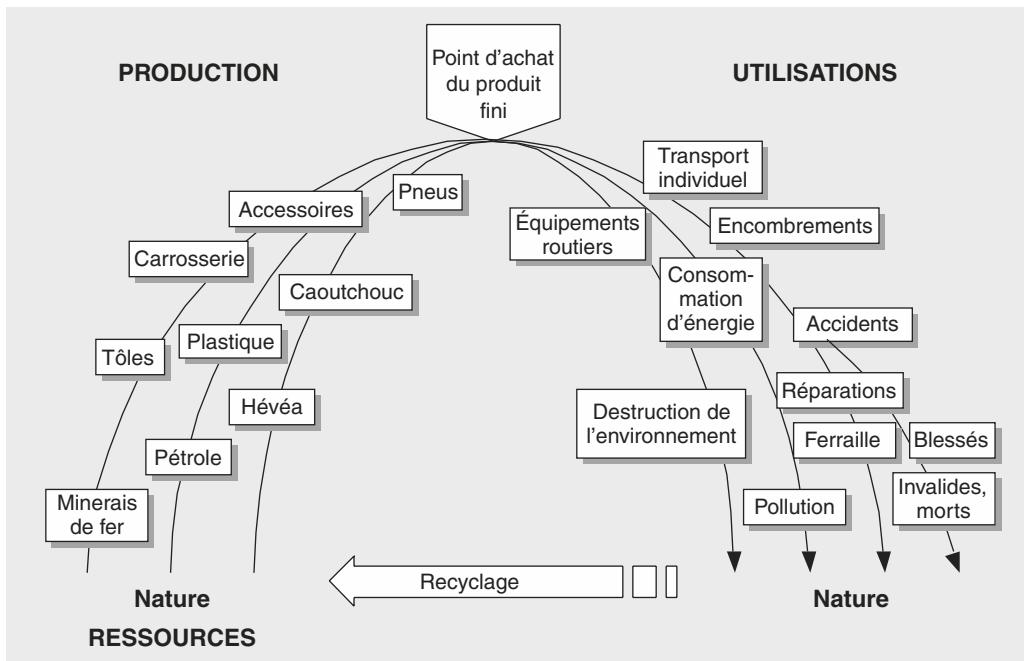 PRODUCTION
Point d’achat
du produit
fini
UTILISATIONS
Accessoires
Pneus
Carrosserie
Caoutchouc
Tôles
Plastique
Hévéa
Pétrole
Minerais
de fer
Transport
individuel
Équipements
routiers
Encombrements
Consom-
mation
d’énergie
Accidents
Destruction de
l’environnement
Réparations
Ferraille
Blessés
Pollution
Invalides,
morts
Recyclage
Nature
RESSOURCES
Nature